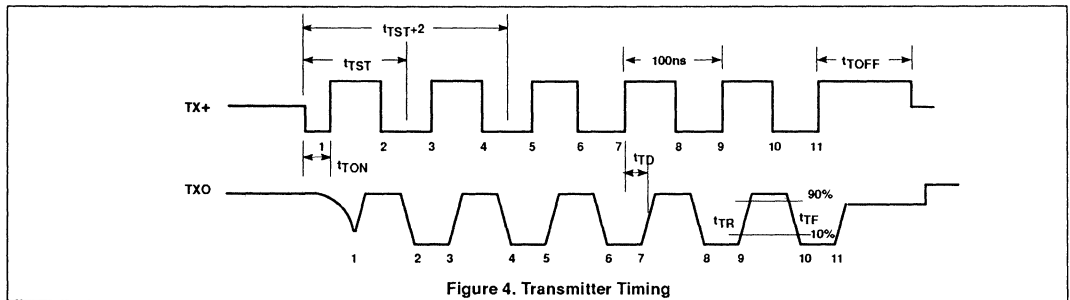 tTST+2
tTST
100ns
tTOFF
TX+
1 2 3 4 5 6 7 8 9 10 11
tTON
tTD
TXO
90%
tTR
tTF
10%
1 2 3 4 5 6 7 8 9 10 11
Figure 4. Transmitter Timing